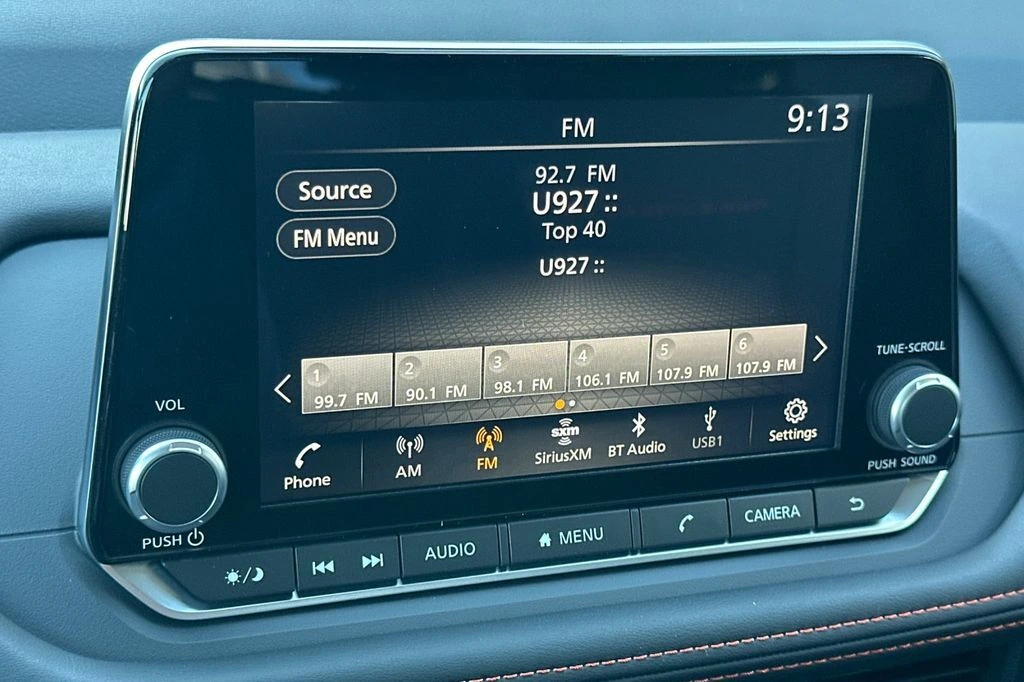 FM
9:13
Source
92.7 FM
U927 ::
FM Menu
Top 40
U927 ::
1
99.7 FM
2
90.1 FM
3
98.1 FM
4
106.1 FM
5
107.9 FM
6
107.9 FM
Phone
AM
FM
sxm
SiriusXM
BT Audio
USB1
Settings
VOL
PUSH
TUNE·SCROLL
PUSH SOUND
AUDIO
MENU
CAMERA